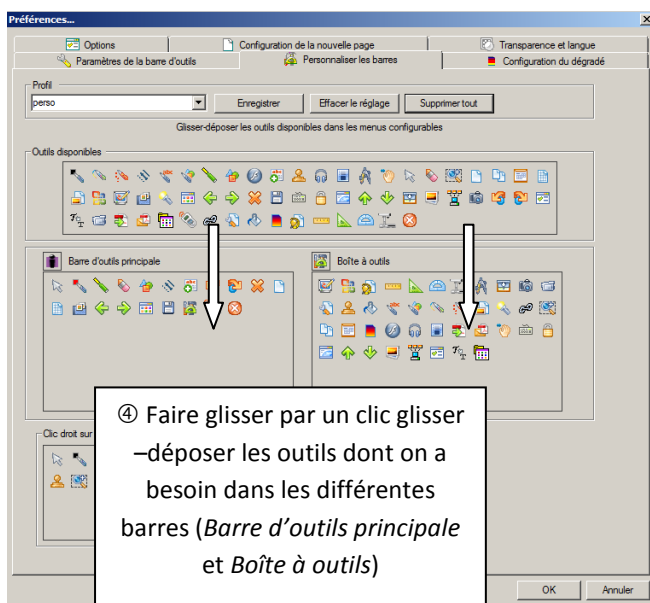 Préférences...
Options
Configuration de la nouvelle page
Transparence et langue
Paramètres de la barre d'outils
Personnaliser les barres
Configuration du dégradé
Profil
perso
Enregistrer
Effacer le réglage
Supprimer tout
Glisser-déposer les outils disponibles dans les menus configurables
Outils disponibles
Barre d'outils principale
Boîte à outils
Clic droit sur
④ Faire glisser par un clic glisser
–déposer les outils dont on a
besoin dans les différentes
barres (Barre d'outils principale
et Boîte à outils)
OK
Annuler